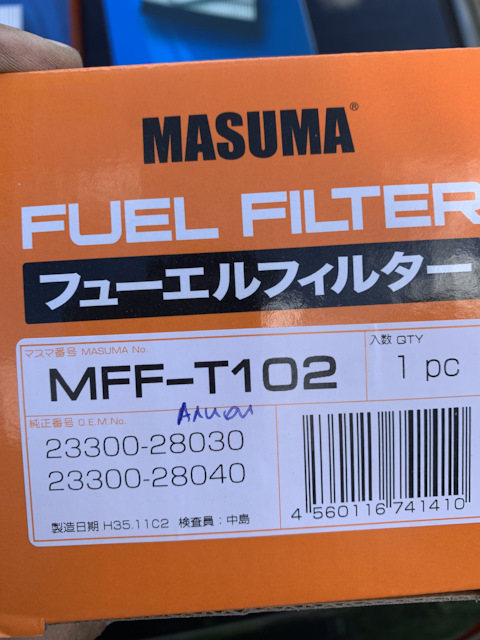 MASUMA®
FUEL FILTER
フューエルフィルター
マスマ番号 MASUMA No.
入数 QTY
MFF-T102
1 pc
純正番号 O.E.M.No.
23300-28030
23300-28040
4 560116 741410
製造日期 H35.11C2 検査員：中島